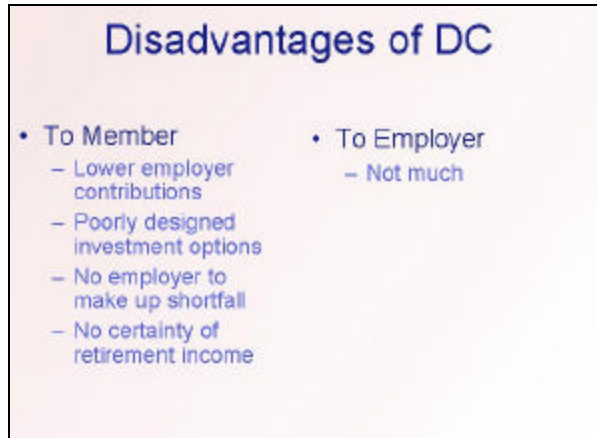 Disadvantages of DC
• To Member
– Lower employer
contributions
– Poorly designed
investment options
– No employer to
make up shortfall
– No certainty of
retirement income
• To Employer
– Not much